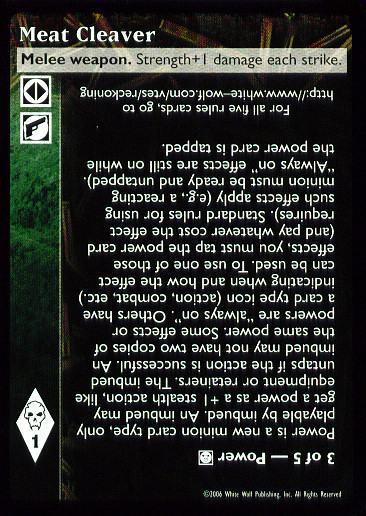 Meat Cleaver
Melee weapon. Strength+1 damage each strike.
3 of 5 — Power —
Power is a new minion card type, only
playable by imbued. An imbued may
get a power as a +1 stealth action, like
equipment or retainers. The imbued
untaps if the action is successful. An
imbued may not have two copies of
the same power. Some effects or
powers are "always on". Others have
a card type icon (action, combat, etc.)
indicating when and how the effect
can be used. To use one of those
effects, you must tap the power card
(and pay whatever cost the effect
requires). Standard rules for using
such effects apply (e.g., a reacting
minion must be ready and untapped).
"Always on" effects are still on while
the power card is tapped.
For all five rules cards, go to
http://www.white-wolf.com/vtes/reckoning
1
©2006 White Wolf Publishing, Inc. All Rights Reserved